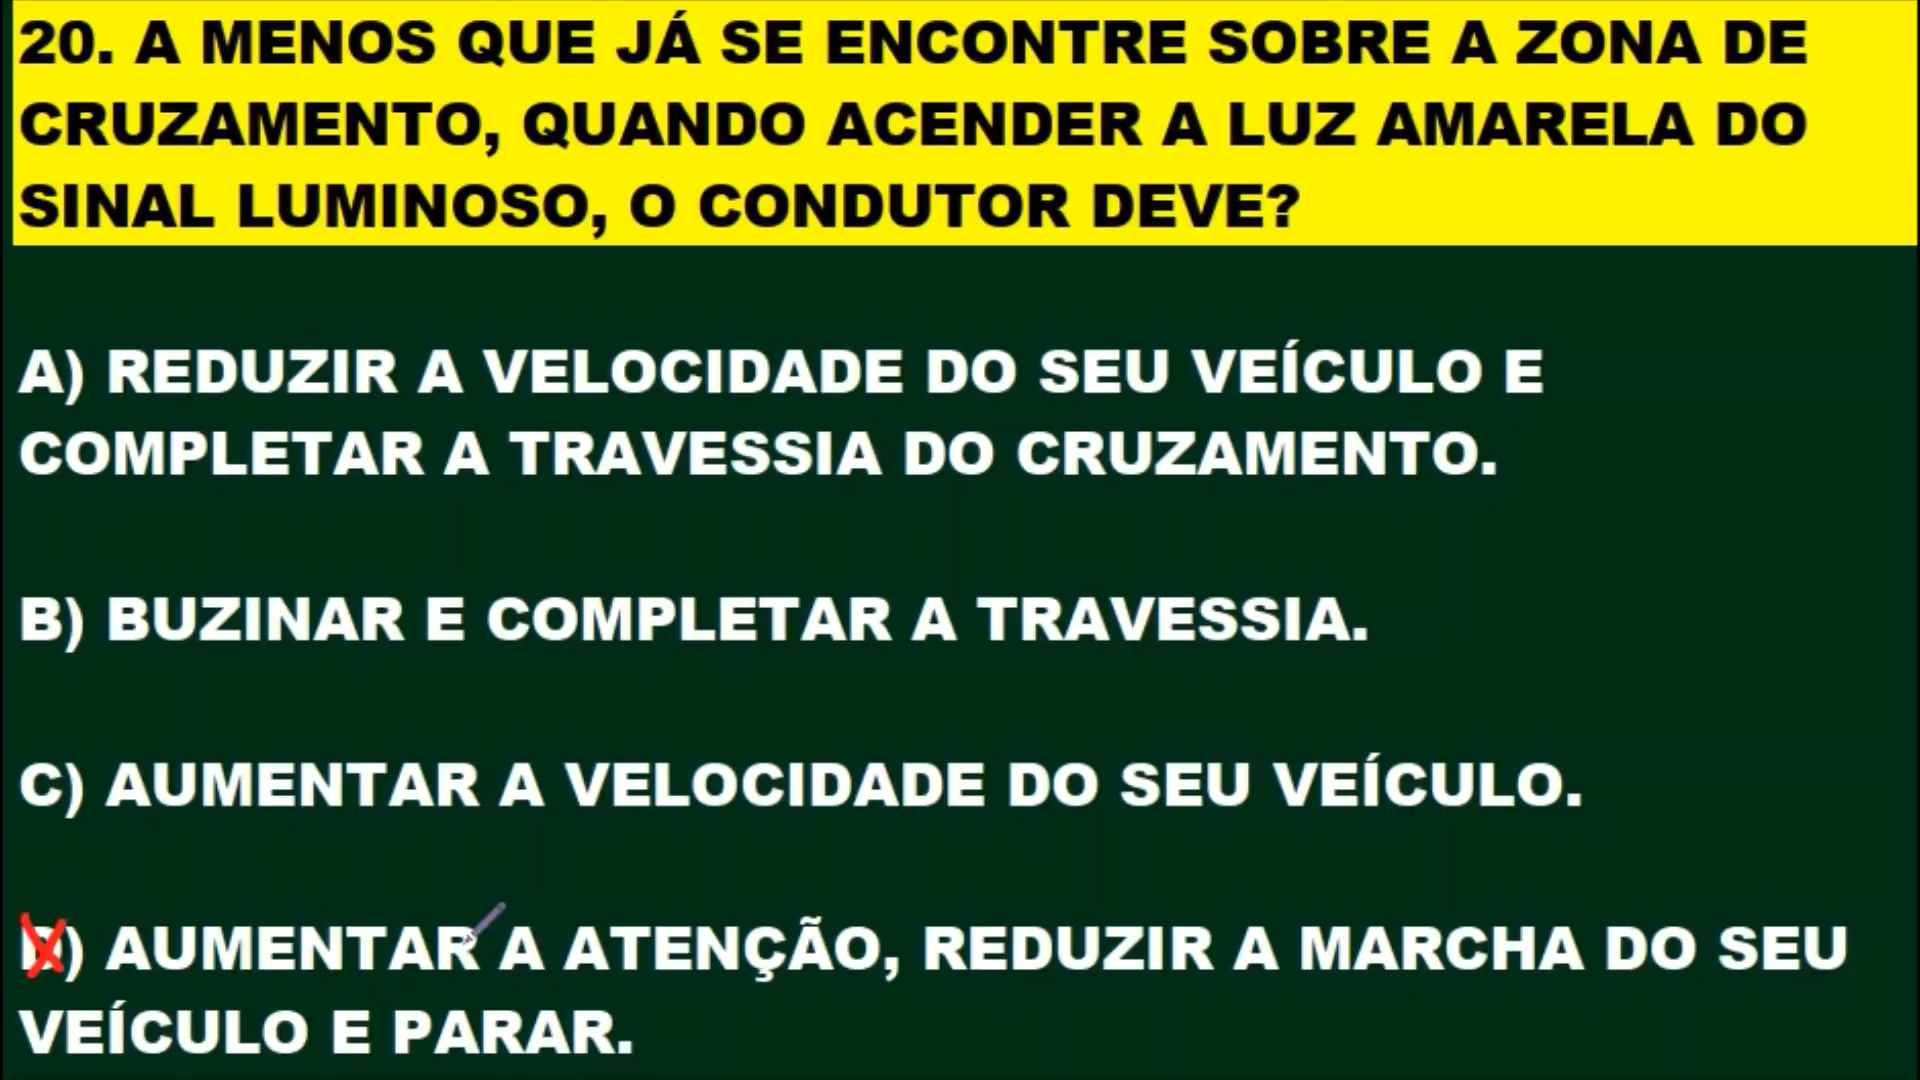 20. A MENOS QUE JÁ SE ENCONTRE SOBRE A ZONA DE
CRUZAMENTO, QUANDO ACENDER A LUZ AMARELA DO
SINAL LUMINOSO, O CONDUTOR DEVE?
A) REDUZIR A VELOCIDADE DO SEU VEÍCULO E
COMPLETAR A TRAVESSIA DO CRUZAMENTO.
B) BUZINAR E COMPLETAR A TRAVESSIA.
C) AUMENTAR A VELOCIDADE DO SEU VEÍCULO.
D) AUMENTAR A ATENÇÃO, REDUZIR A MARCHA DO SEU
VEÍCULO E PARAR.